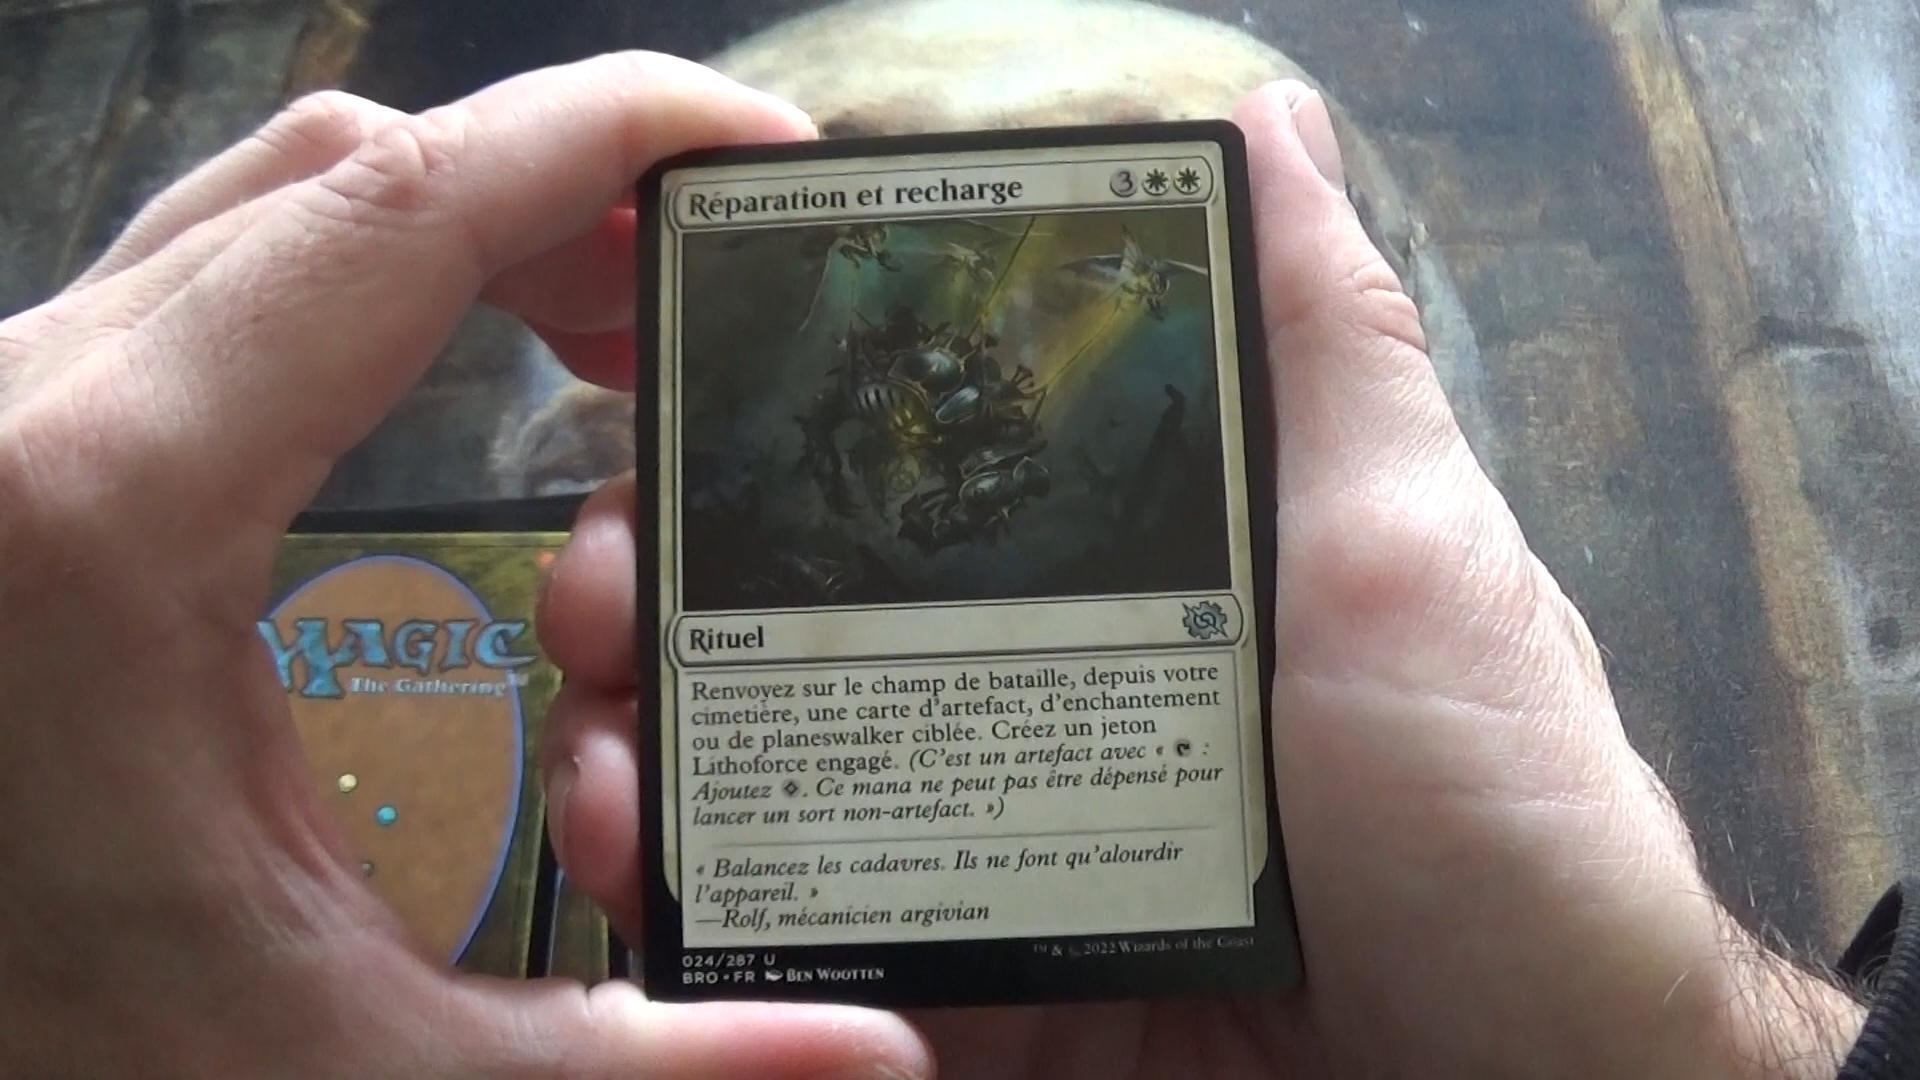 Réparation et recharge 3
Rituel
Renvoyez sur le champ de bataille, depuis votre
cimetière, une carte d'artefact, d'enchantement
ou de planeswalker ciblée. Créez un jeton
Lithoforce engagé. (C'est un artefact avec « :
Ajoutez . Ce mana ne peut pas être dépensé pour
lancer un sort non-artefact. »)
« Balancez les cadavres. Ils ne font qu'alourdir
l'appareil. »
—Rolf, mécanicien argivian
024/287 U
BRO • FR Ben Wootten
™ & © 2022 Wizards of the Coast
MAGIC
The Gathering